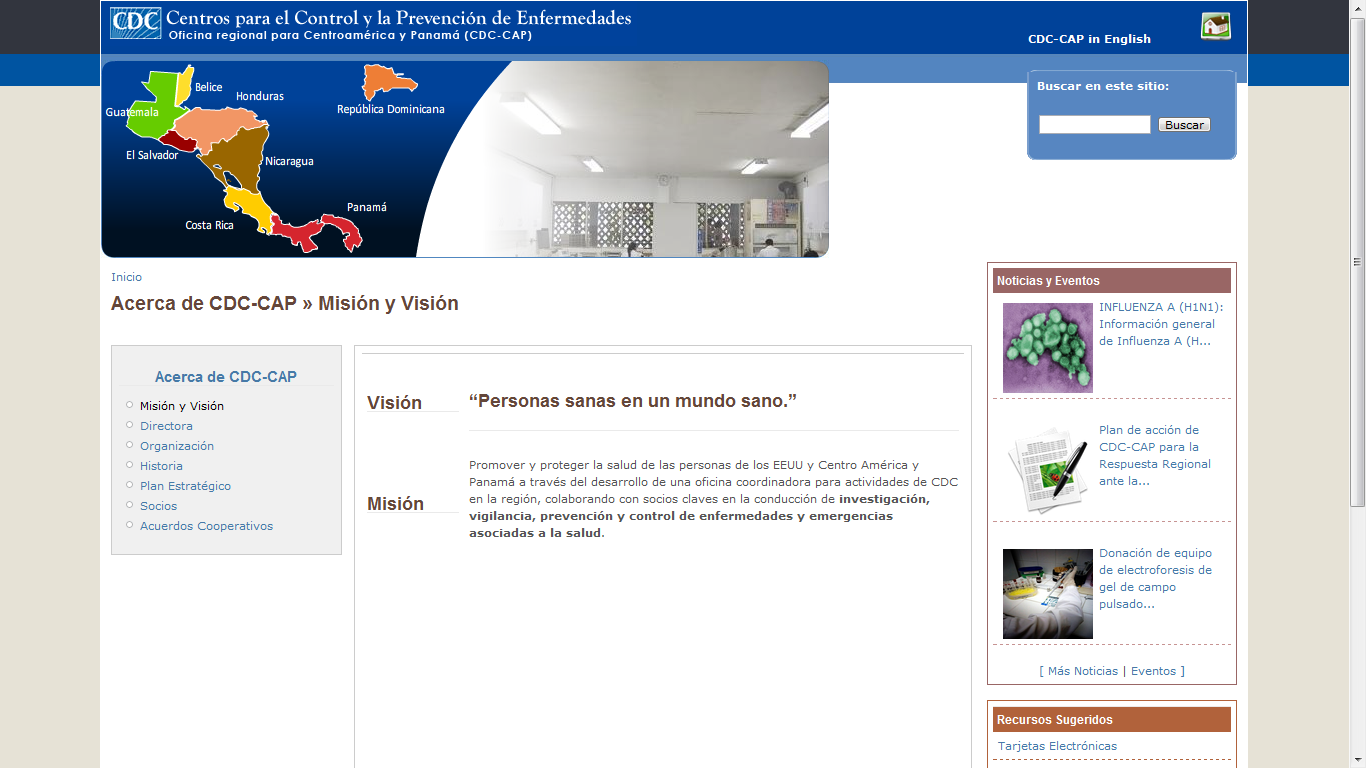 CDC Centros para el Control y la Prevención de Enfermedades
Oficina regional para Centroamérica y Panamá (CDC-CAP)
CDC-CAP in English
Belice
Honduras
Guatemala
República Dominicana
El Salvador
Nicaragua
Panamá
Costa Rica
Buscar en este sitio:
Buscar
Inicio
Acerca de CDC-CAP » Misión y Visión
Acerca de CDC-CAP
Misión y Visión
Directora
Organización
Historia
Plan Estratégico
Socios
Acuerdos Cooperativos
Visión
“Personas sanas en un mundo sano.”
Misión
Promover y proteger la salud de las personas de los EEUU y Centro América y
Panamá a través del desarrollo de una oficina coordinadora para actividades de CDC
en la región, colaborando con socios claves en la conducción de investigación,
vigilancia, prevención y control de enfermedades y emergencias
asociadas a la salud.
Noticias y Eventos
INFLUENZA A (H1N1):
Información general
de Influenza A (H...
Plan de acción de
CDC-CAP para la
Respuesta Regional
ante la...
Donación de equipo
de electroforesis de
gel de campo
pulsado...
[ Más Noticias | Eventos ]
Recursos Sugeridos
Tarjetas Electrónicas